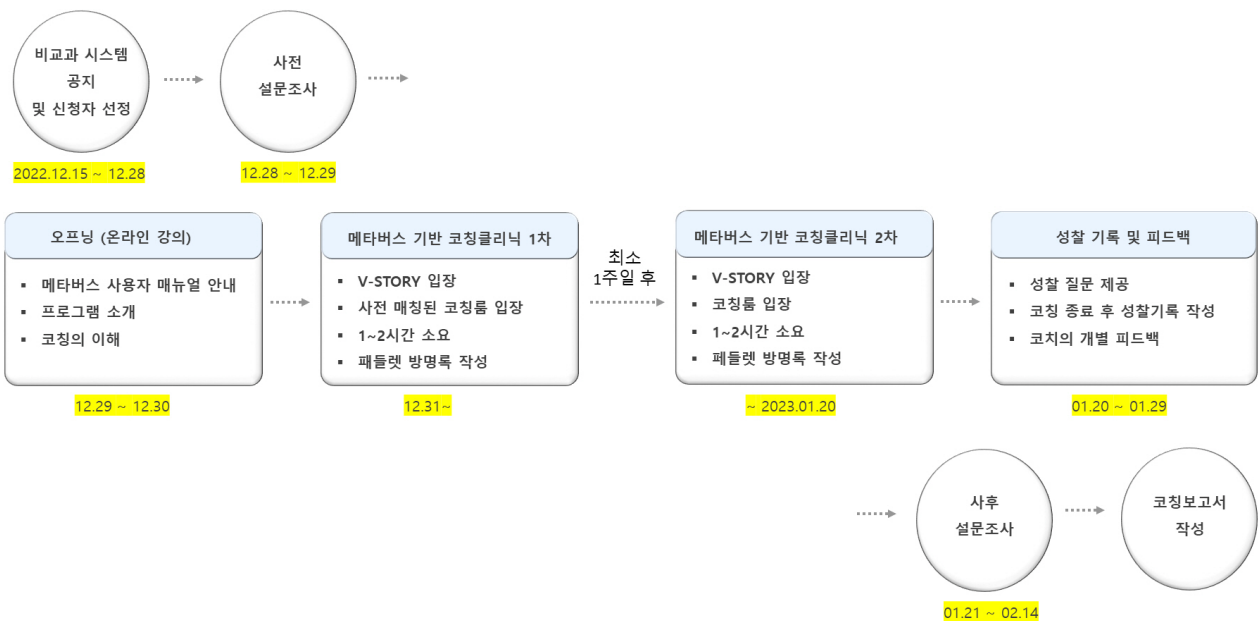 비교과 시스템
공지
및 신청자 선정
2022.12.15 ~ 12.28
사전
설문조사
12.28 ~ 12.29
오프닝 (온라인 강의)
▪ 메타버스 사용자 매뉴얼 안내
▪ 프로그램 소개
▪ 코칭의 이해
12.29 ~ 12.30
메타버스 기반 코칭클리닉 1차
▪ V-STORY 입장
▪ 사전 매칭된 코칭룸 입장
▪ 1~2시간 소요
▪ 패들렛 방명록 작성
12.31~
최소
1주일 후
메타버스 기반 코칭클리닉 2차
▪ V-STORY 입장
▪ 코칭룸 입장
▪ 1~2시간 소요
▪ 페들렛 방명록 작성
~ 2023.01.20
성찰 기록 및 피드백
▪ 성찰 질문 제공
▪ 코칭 종료 후 성찰기록 작성
▪ 코치의 개별 피드백
01.20 ~ 01.29
사후
설문조사
01.21 ~ 02.14
코칭보고서
작성